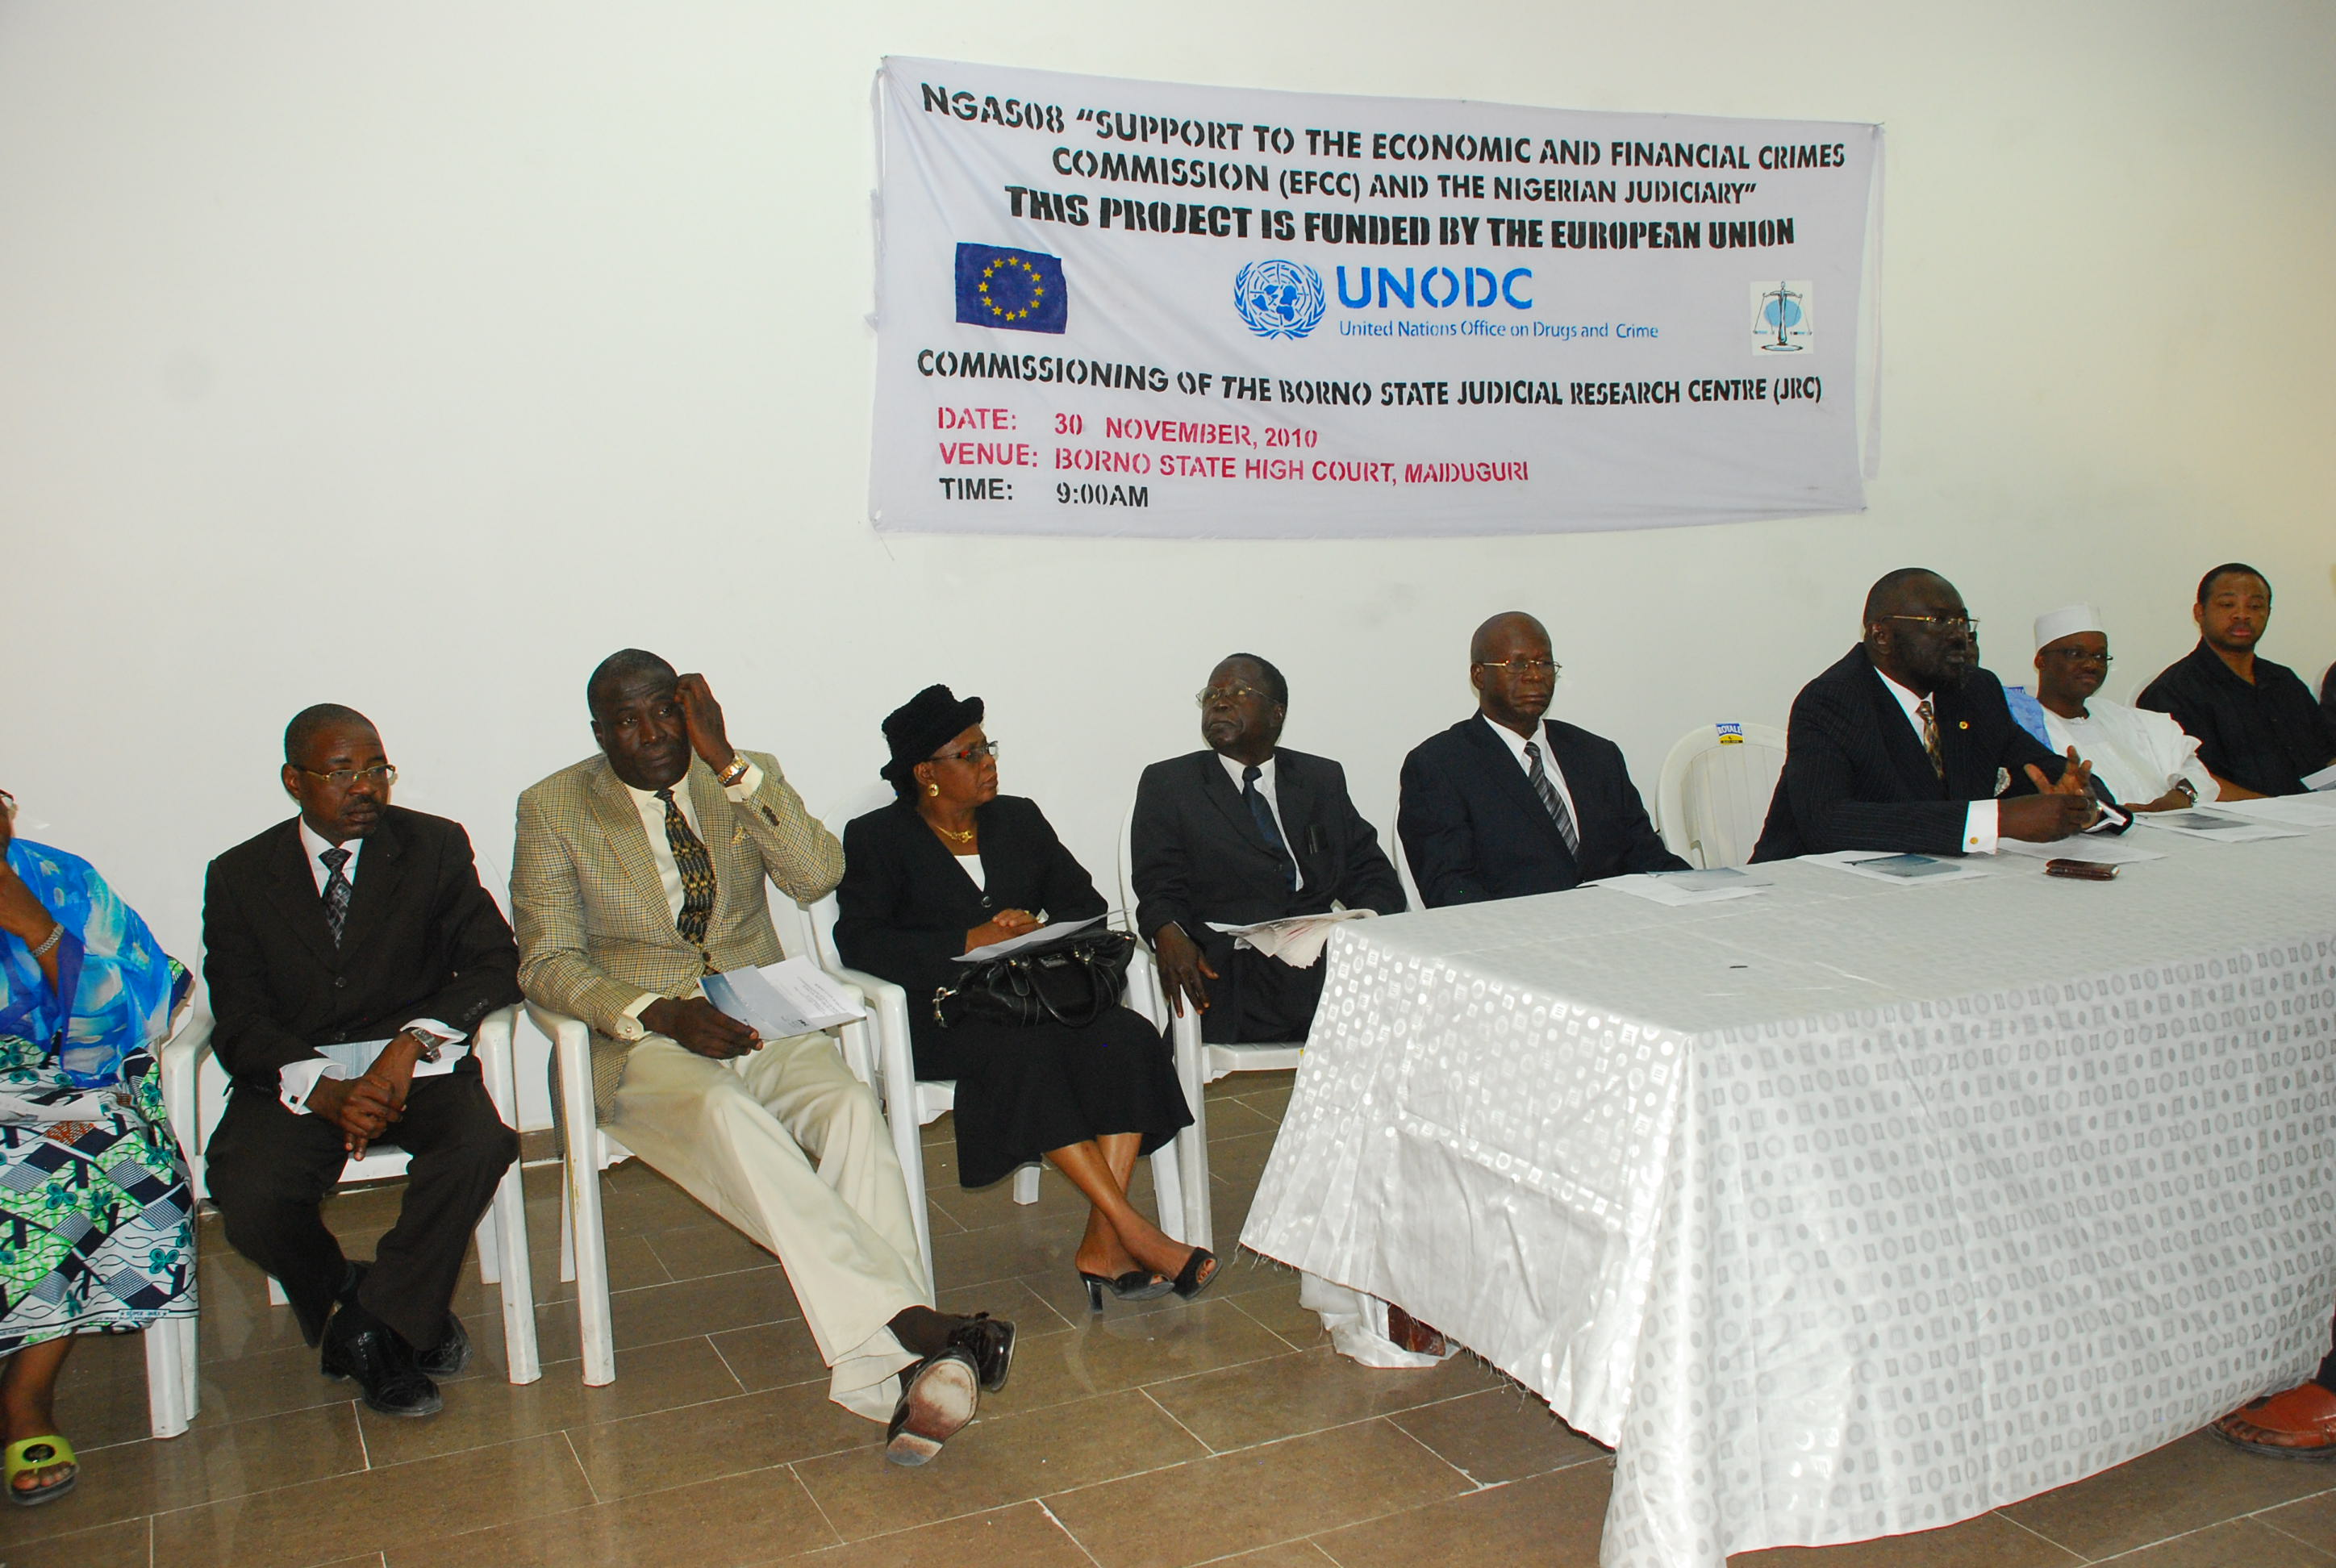 NGAS08 "SUPPORT TO THE ECONOMIC AND FINANCIAL CRIMES
COMMISSION (EFCC) AND THE NIGERIAN JUDICIARY"
THIS PROJECT IS FUNDED BY THE EUROPEAN UNION
UNODC
United Nations Office on Drugs and Crime
COMMISSIONING OF THE BORNO STATE JUDICIAL RESEARCH CENTRE (JRC)
DATE: 30 NOVEMBER, 2010
VENUE: BORNO STATE HIGH COURT, MAIDUGURI
TIME: 9:00AM